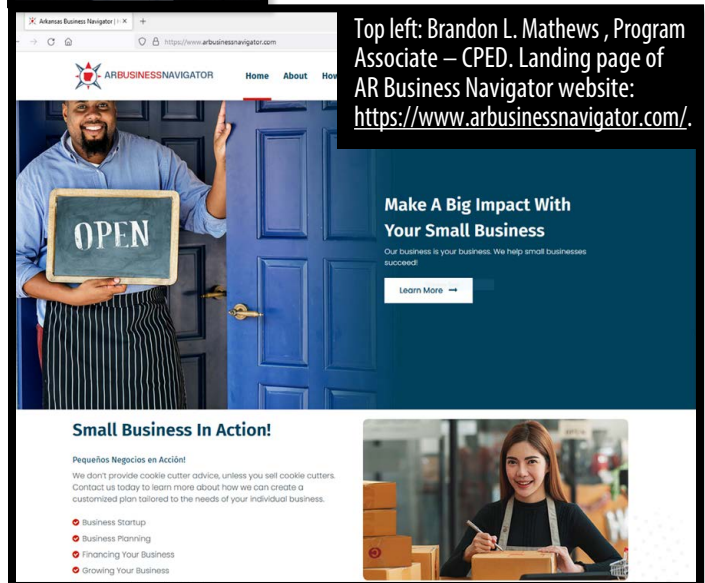 Arkansas Business Navigator |
https://www.arbusinessnavigator.com
Top left: Brandon L. Mathews , Program
Associate – CPED. Landing page of
AR Business Navigator website:
https://www.arbusinessnavigator.com/.
ARBUSINESSNAVIGATOR
Home About How
OPEN
Make A Big Impact With
Your Small Business
Our business is your business. We help small businesses
succeed!
Learn More →
Small Business In Action!
Pequeños Negocios en Acción!
We don't provide cookie cutter advice, unless you sell cookie cutters.
Contact us today to learn more about how we can create a
customized plan tailored to the needs of your individual business.
Business Startup
Business Planning
Financing Your Business
Growing Your Business